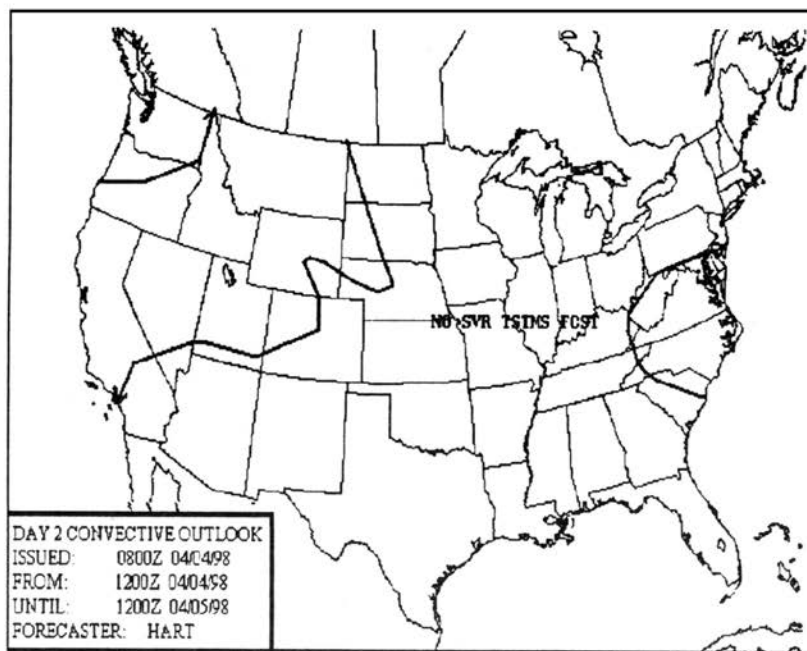 NO SVR TSTMS FCST
DAY 2 CONVECTIVE OUTLOOK
ISSUED: 0800Z 04/04/98
FROM: 1200Z 04/04/98
UNTIL: 1200Z 04/05/98
FORECASTER: HART